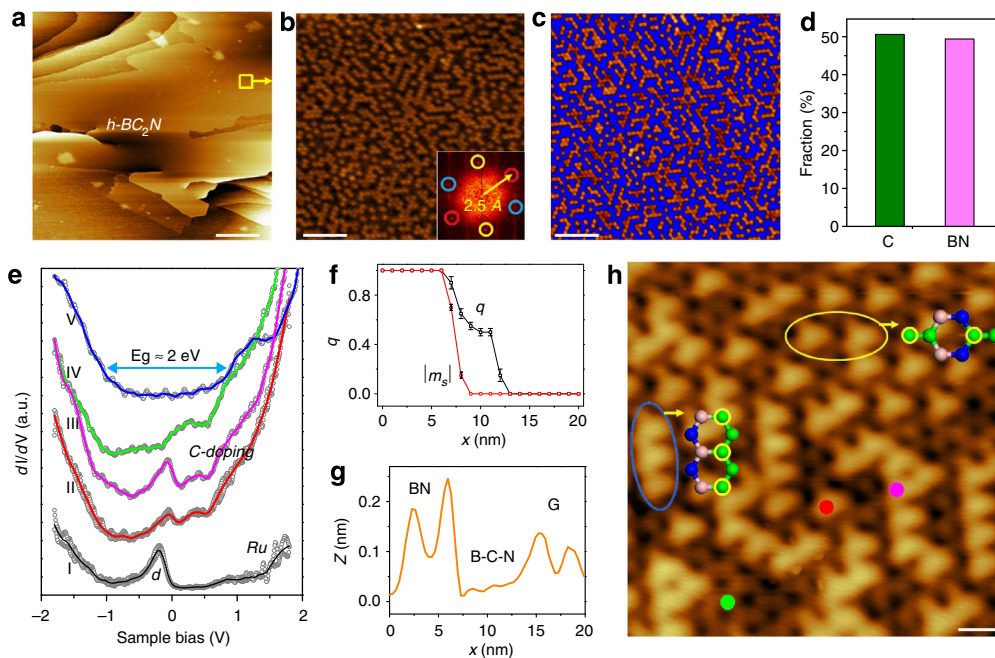 a
h-BC2N
b
2.5 Å
c
d
Fraction (%)
50
40
30
20
10
0
C
BN
e
V
Eg ≈ 2 eV
IV
III
C-doping
II
Ru
I
d
dI/dV (a.u.)
–2
–1
0
1
2
Sample bias (V)
f
q
0.8
0.4
0.0
q
|ms|
0
5
10
15
20
x (nm)
g
Z (nm)
0.2
0.1
0.0
BN
G
B-C-N
0
5
10
15
20
x (nm)
h